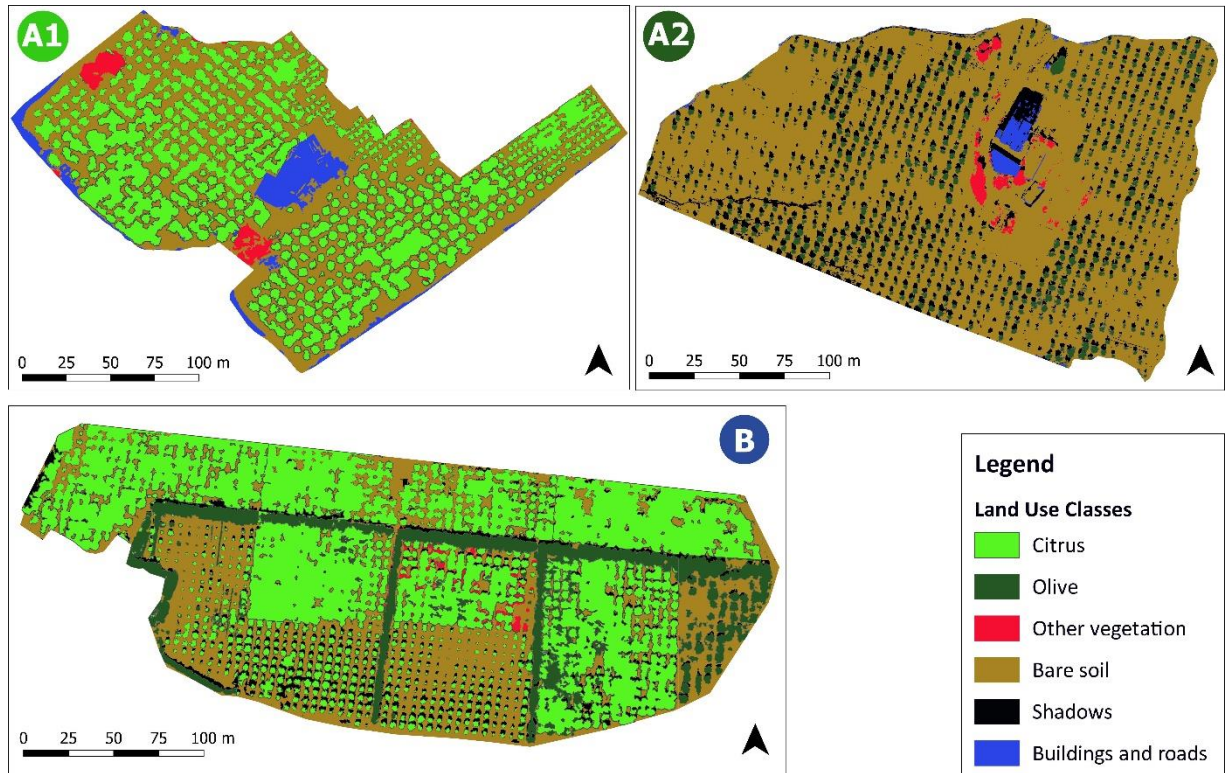 A1
0 25 50 75 100 m
A2
0 25 50 75 100 m
B
0 25 50 75 100 m
Legend
Land Use Classes
Citrus
Olive
Other vegetation
Bare soil
Shadows
Buildings and roads